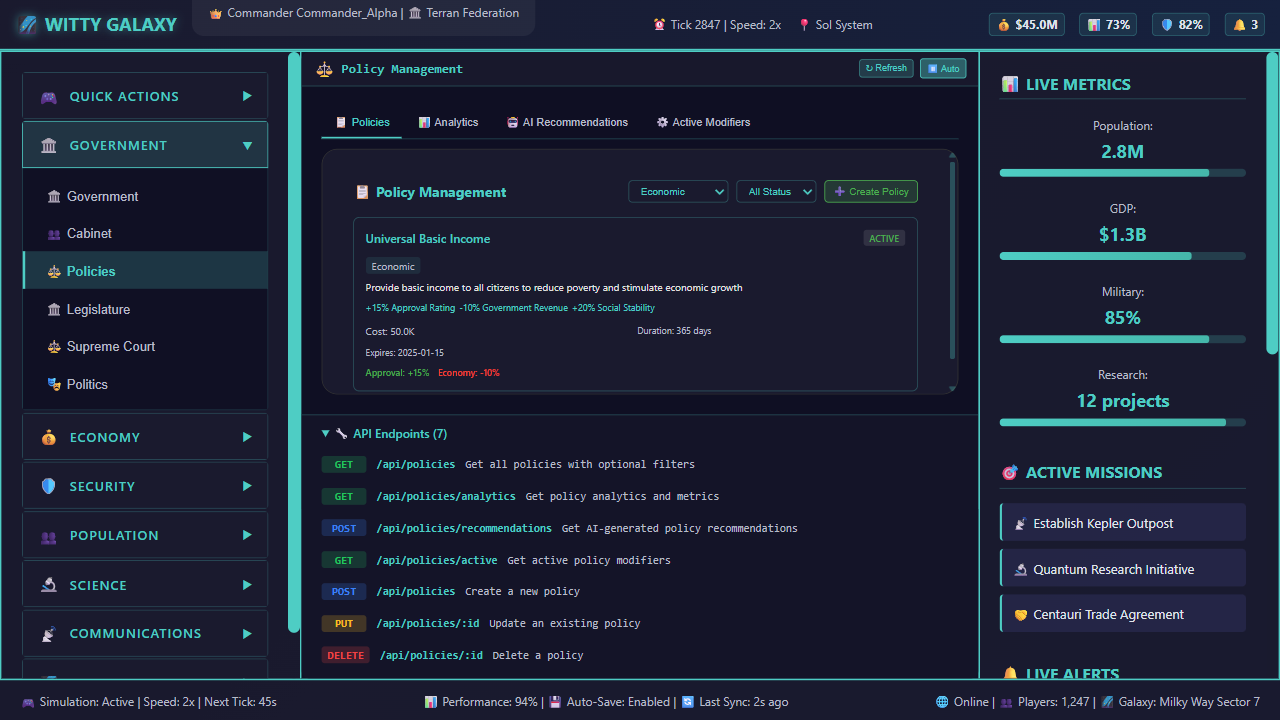 WITTY GALAXY
Commander Commander_Alpha | Terran Federation
Tick 2847 | Speed: 2x
Sol System
$45.0M
73%
82%
3
QUICK ACTIONS
GOVERNMENT
Government
Cabinet
Policies
Legislature
Supreme Court
Politics
ECONOMY
SECURITY
POPULATION
SCIENCE
COMMUNICATIONS
Policy Management
↻ Refresh
Auto
Policies
Analytics
AI Recommendations
Active Modifiers
Policy Management
Economic
All Status
Create Policy
Universal Basic Income
ACTIVE
Economic
Provide basic income to all citizens to reduce poverty and stimulate economic growth
+15% Approval Rating -10% Government Revenue +20% Social Stability
Cost: 50.0K
Duration: 365 days
Expires: 2025-01-15
Approval: +15% Economy: -10%
API Endpoints (7)
GET /api/policies Get all policies with optional filters
GET /api/policies/analytics Get policy analytics and metrics
POST /api/policies/recommendations Get AI-generated policy recommendations
GET /api/policies/active Get active policy modifiers
POST /api/policies Create a new policy
PUT /api/policies/:id Update an existing policy
DELETE /api/policies/:id Delete a policy
LIVE METRICS
Population:
2.8M
GDP:
$1.3B
Military:
85%
Research:
12 projects
ACTIVE MISSIONS
Establish Kepler Outpost
Quantum Research Initiative
Centauri Trade Agreement
LIVE ALERTS
Simulation: Active | Speed: 2x | Next Tick: 45s
Performance: 94% | Auto-Save: Enabled | Last Sync: 2s ago
Online | Players: 1,247 | Galaxy: Milky Way Sector 7